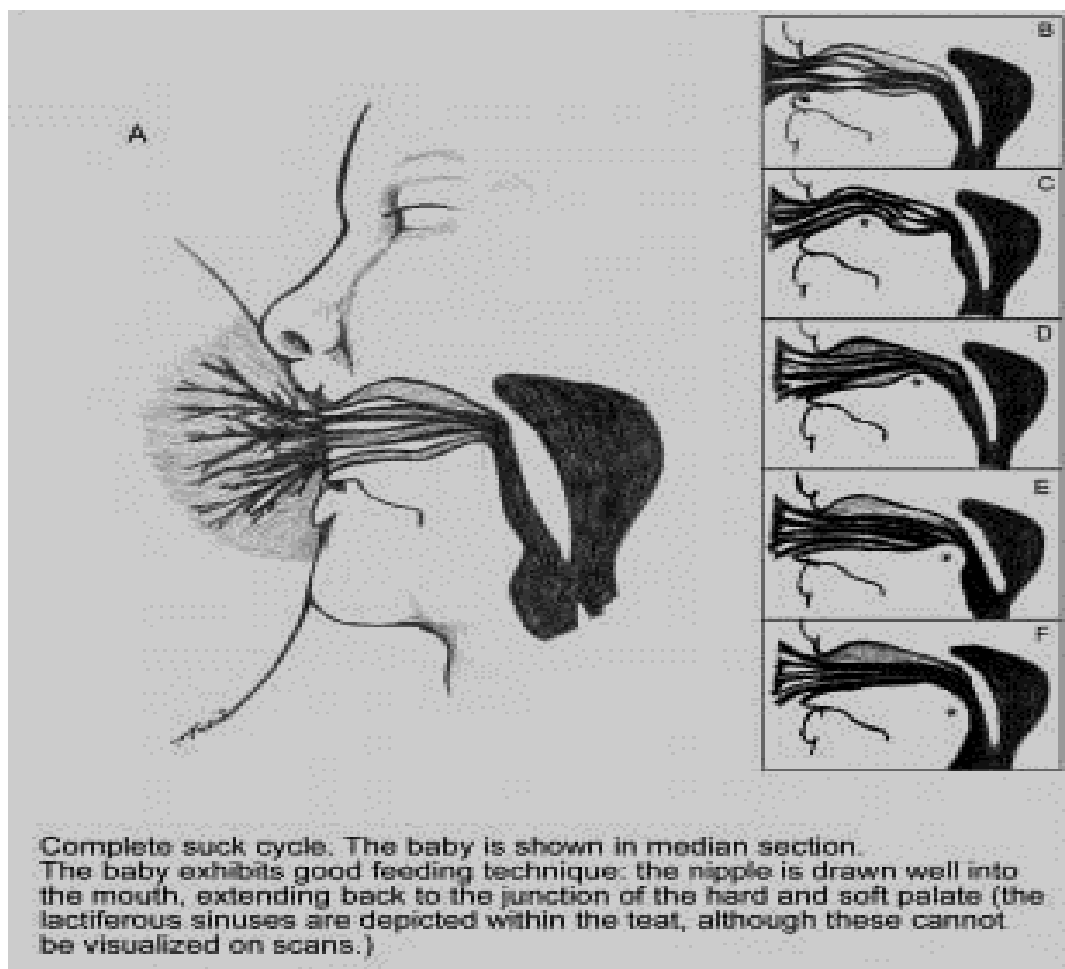 A
B
C
D
E
F
Complete suck cycle. The baby is shown in median section.
The baby exhibits good feeding technique: the nipple is drawn well into
the mouth, extending back to the junction of the hard and soft palate (the
lactiferous sinuses are depicted within the teat, although these cannot
be visualized on scans.)